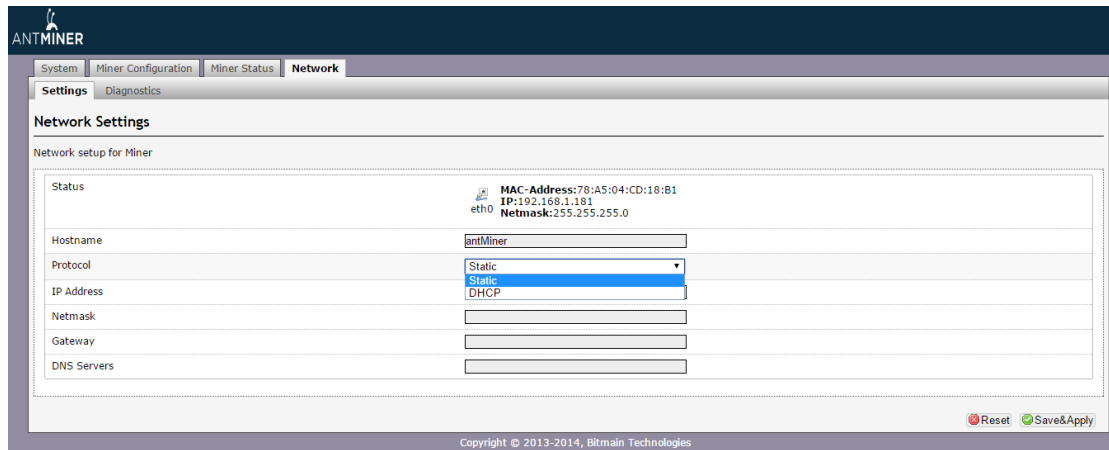 ANTMINER
System Miner Configuration Miner Status Network
Settings Diagnostics
Network Settings
Network setup for Miner
Status
MAC-Address:78:A5:04:CD:18:B1
IP:192.168.1.181
eth0 Netmask:255.255.255.0
Hostname antMiner
Protocol Static
Static
DHCP
IP Address
Netmask
Gateway
DNS Servers
Reset Save&Apply
Copyright © 2013-2014, Bitmain Technologies